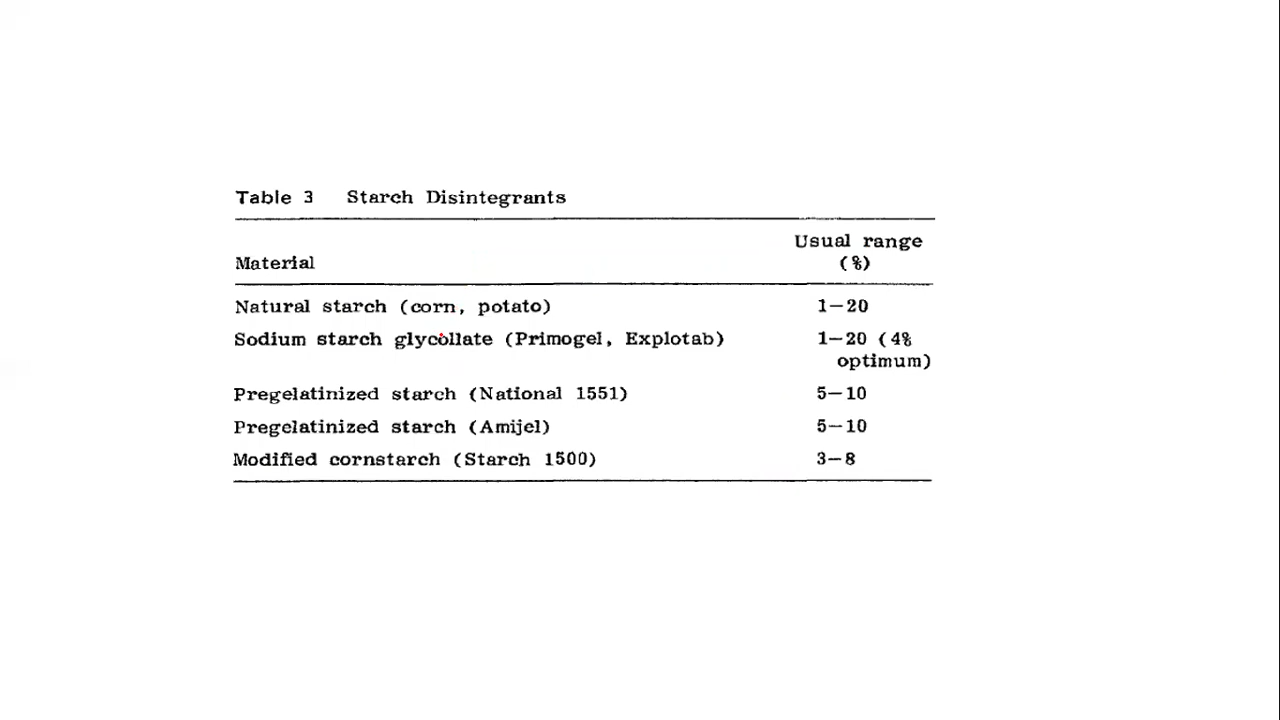 Table 3 Starch Disintegrants
Usual range
Material (%)
Natural starch (corn, potato) 1—20
Sodium starch glycollate (Primogel, Explotab) 1—20 (4%
optimum)
Pregelatinized starch (National 1551) 5—10
Pregelatinized starch (Amijel) 5—10
Modified cornstarch (Starch 1500) 3—8